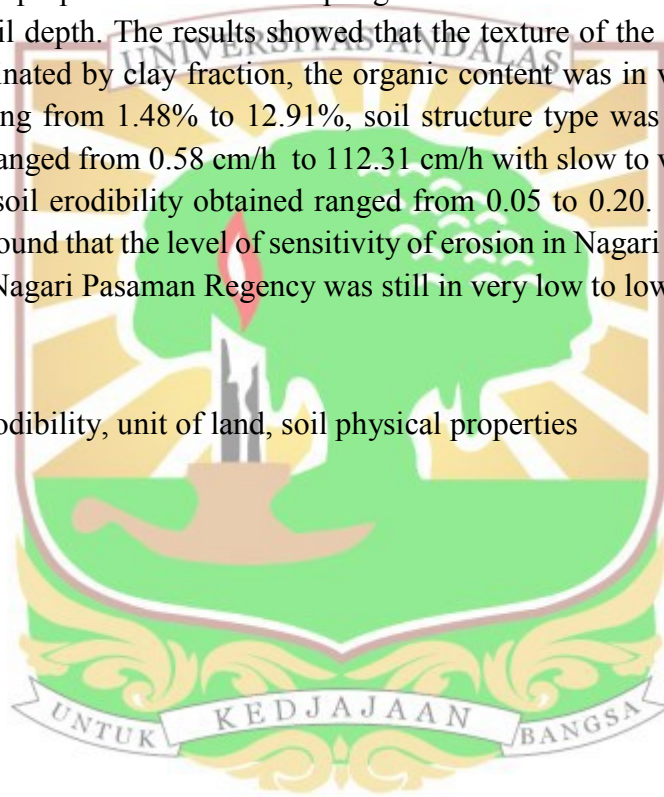 il depth. The results showed that the texture of the
UNIVERSITAS ANDALAS
inated by clay fraction, the organic content was in v
ng from 1.48% to 12.91%, soil structure type was
anged from 0.58 cm/h to 112.31 cm/h with slow to v
soil erodibility obtained ranged from 0.05 to 0.20.
ound that the level of sensitivity of erosion in Nagari
Nagari Pasaman Regency was still in very low to low
odibility, unit of land, soil physical properties
UNTUK KEDJAJAAN BANGSA